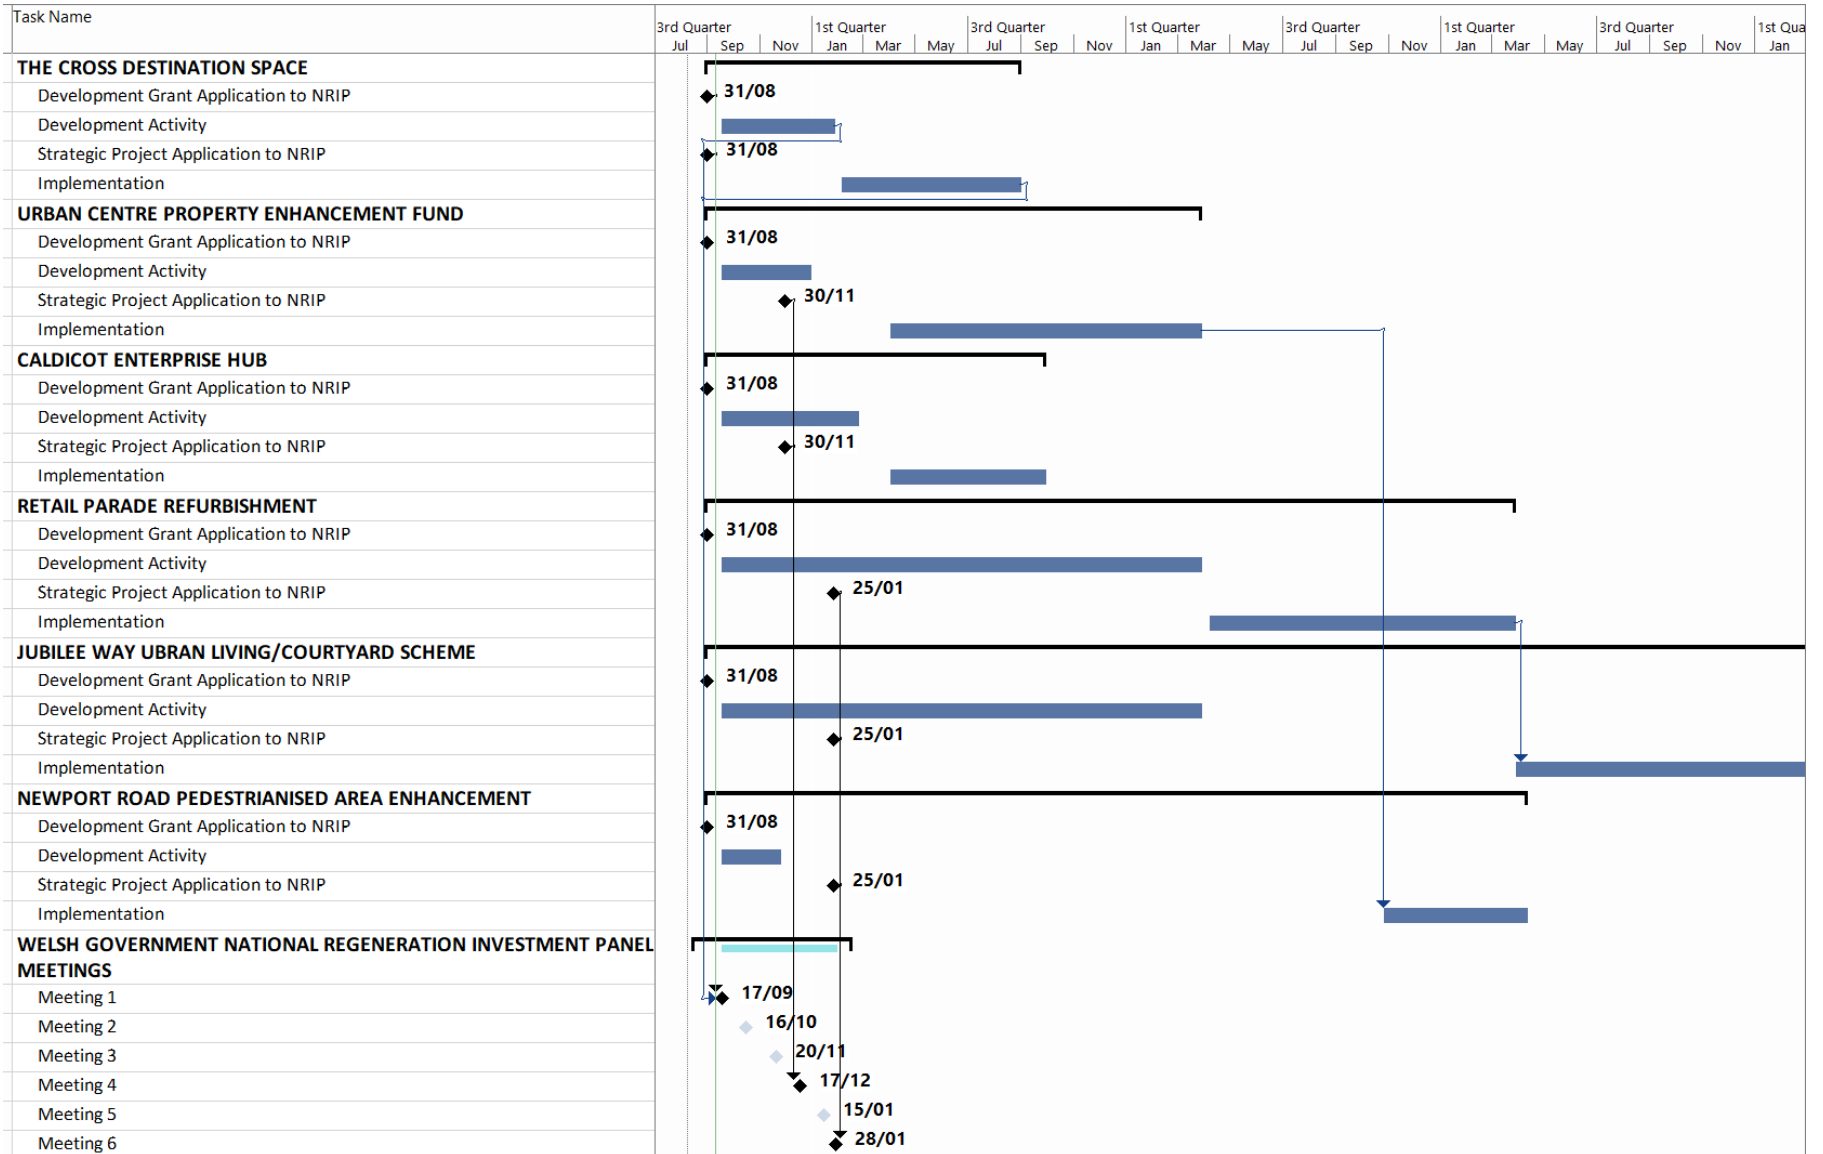 Task Name
3rd Quarter 1st Quarter 3rd Quarter 1st Quarter 3rd Quarter 1st Quarter 3rd Quarter 1st Qua
Jul Sep Nov Jan Mar May Jul Sep Nov Jan Mar May Jul Sep Nov Jan Mar May Jul Sep Nov Jan
THE CROSS DESTINATION SPACE
Development Grant Application to NRIP 31/08
Development Activity
Strategic Project Application to NRIP 31/08
Implementation
URBAN CENTRE PROPERTY ENHANCEMENT FUND
Development Grant Application to NRIP 31/08
Development Activity
Strategic Project Application to NRIP 30/11
Implementation
CALDICOT ENTERPRISE HUB
Development Grant Application to NRIP 31/08
Development Activity
Strategic Project Application to NRIP 30/11
Implementation
RETAIL PARADE REFURBISHMENT
Development Grant Application to NRIP 31/08
Development Activity
Strategic Project Application to NRIP 25/01
Implementation
JUBILEE WAY UBRAN LIVING/COURTYARD SCHEME
Development Grant Application to NRIP 31/08
Development Activity
Strategic Project Application to NRIP 25/01
Implementation
NEWPORT ROAD PEDESTRIANISED AREA ENHANCEMENT
Development Grant Application to NRIP 31/08
Development Activity
Strategic Project Application to NRIP 25/01
Implementation
WELSH GOVERNMENT NATIONAL REGENERATION INVESTMENT PANEL
MEETINGS
Meeting 1 17/09
Meeting 2 16/10
Meeting 3 20/11
Meeting 4 17/12
Meeting 5 15/01
Meeting 6 28/01